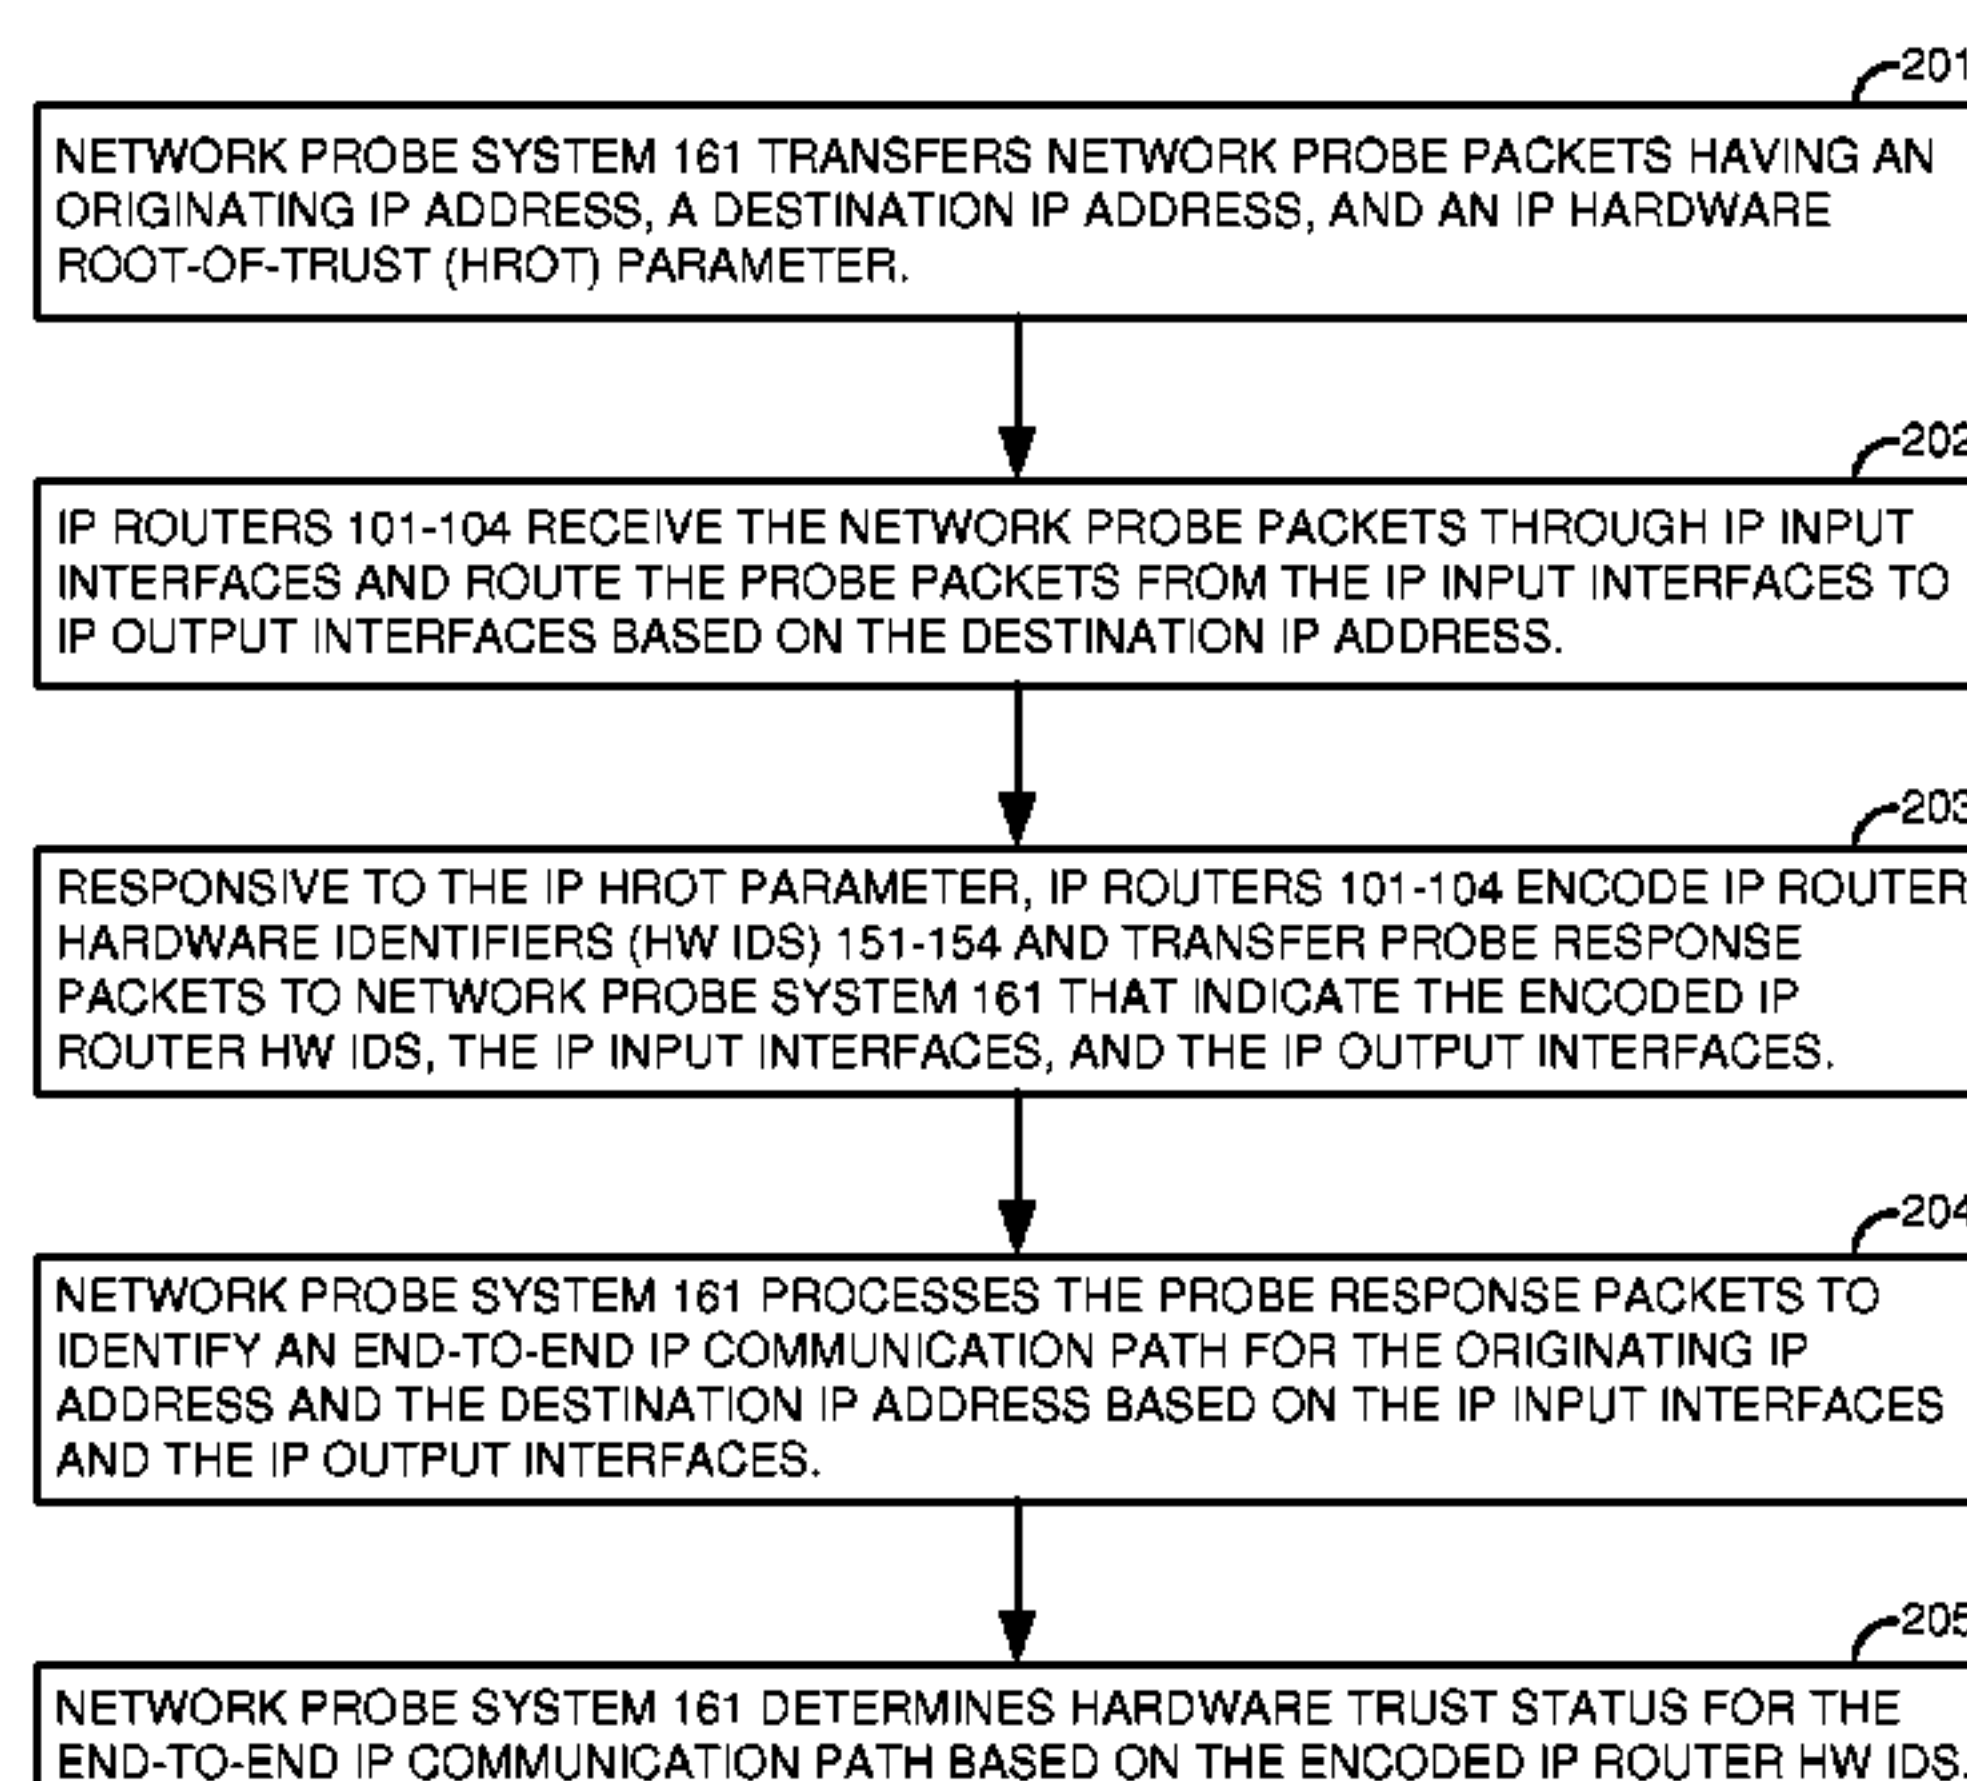 201
NETWORK PROBE SYSTEM 161 TRANSFERS NETWORK PROBE PACKETS HAVING AN
ORIGINATING IP ADDRESS, A DESTINATION IP ADDRESS, AND AN IP HARDWARE
ROOT-OF-TRUST (HROT) PARAMETER.
202
IP ROUTERS 101-104 RECEIVE THE NETWORK PROBE PACKETS THROUGH IP INPUT
INTERFACES AND ROUTE THE PROBE PACKETS FROM THE IP INPUT INTERFACES TO
IP OUTPUT INTERFACES BASED ON THE DESTINATION IP ADDRESS.
203
RESPONSIVE TO THE IP HROT PARAMETER, IP ROUTERS 101-104 ENCODE IP ROUTER
HARDWARE IDENTIFIERS (HW IDS) 151-154 AND TRANSFER PROBE RESPONSE
PACKETS TO NETWORK PROBE SYSTEM 161 THAT INDICATE THE ENCODED IP
ROUTER HW IDS, THE IP INPUT INTERFACES, AND THE IP OUTPUT INTERFACES.
204
NETWORK PROBE SYSTEM 161 PROCESSES THE PROBE RESPONSE PACKETS TO
IDENTIFY AN END-TO-END IP COMMUNICATION PATH FOR THE ORIGINATING IP
ADDRESS AND THE DESTINATION IP ADDRESS BASED ON THE IP INPUT INTERFACES
AND THE IP OUTPUT INTERFACES.
205
NETWORK PROBE SYSTEM 161 DETERMINES HARDWARE TRUST STATUS FOR THE
END-TO-END IP COMMUNICATION PATH BASED ON THE ENCODED IP ROUTER HW IDS.